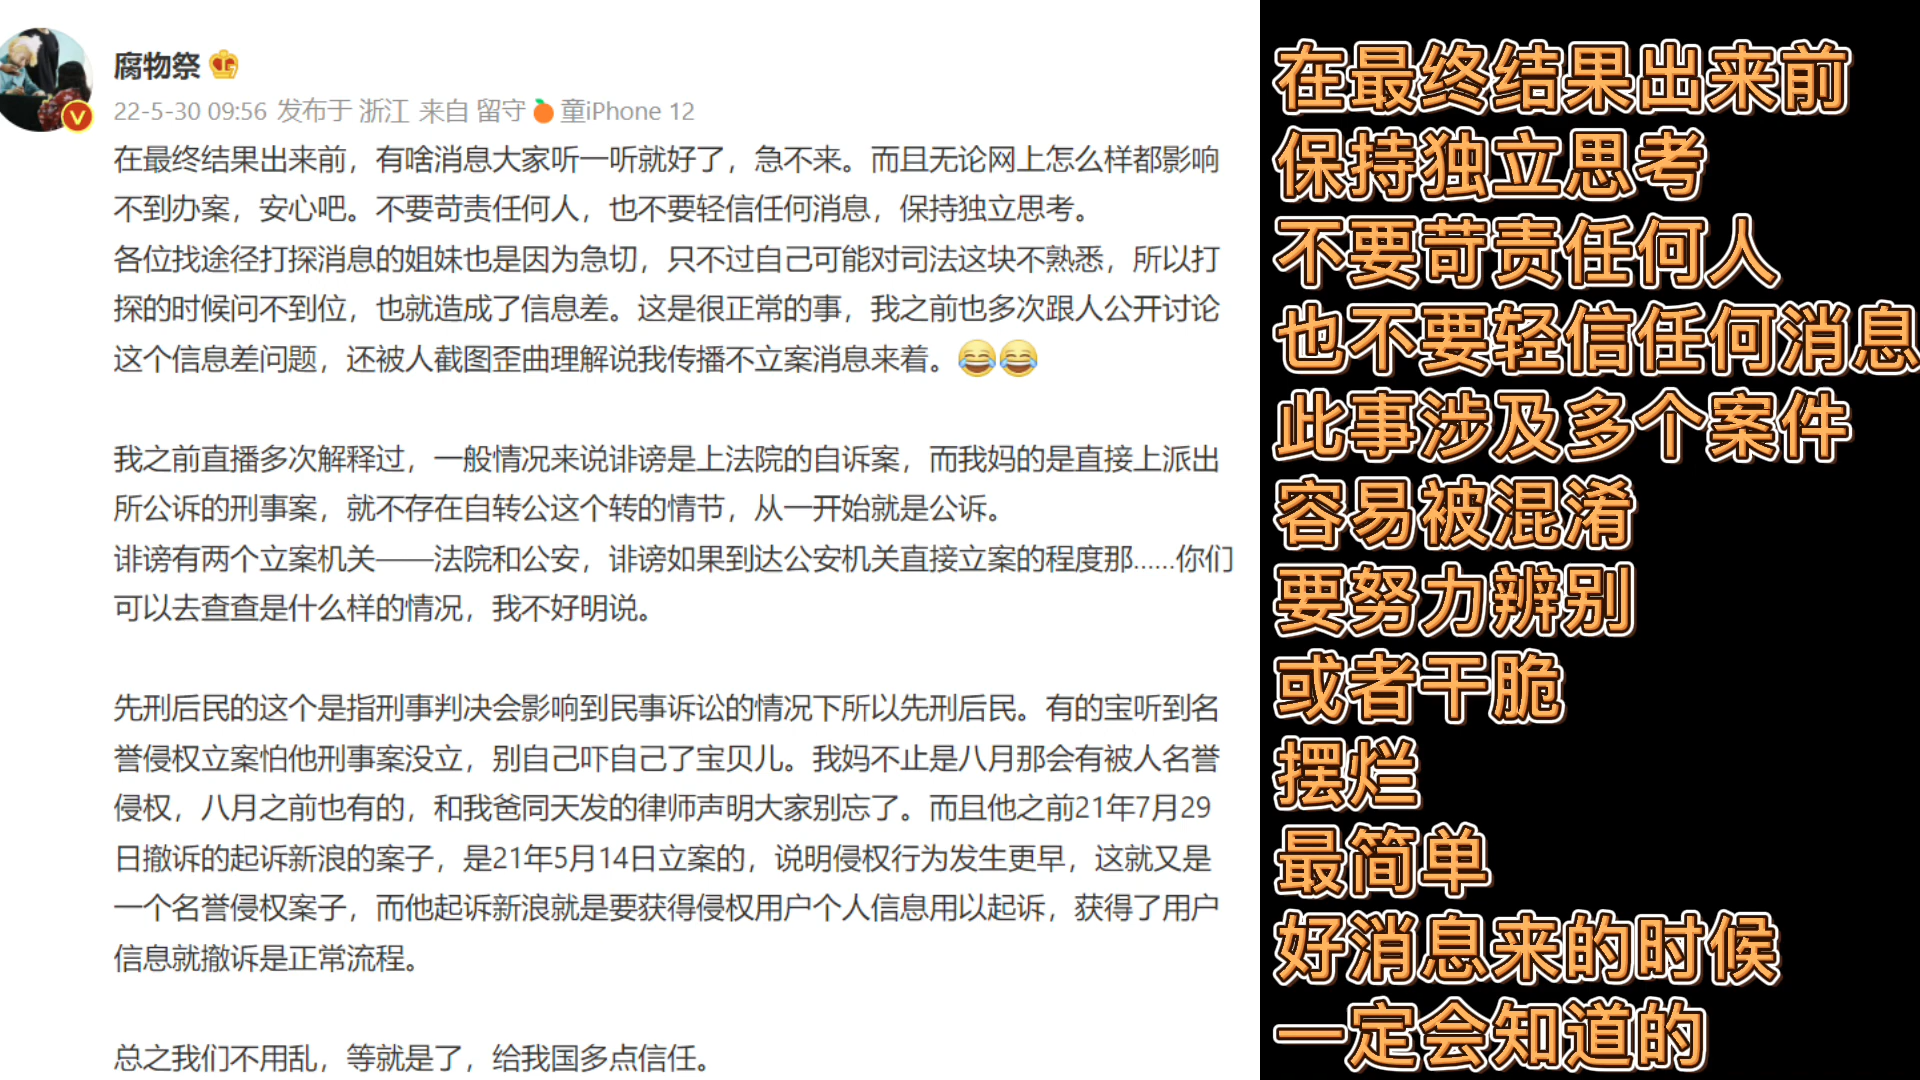 腐物祭
22-5-30 09:56 发布于 浙江 来自 留守🍊童iPhone 12
在最终结果出来前，有啥消息大家听一听就好了，急不来。而且无论网上怎么样都影响
不到办案，安心吧。不要苛责任何人，也不要轻信任何消息，保持独立思考。
各位找途径打探消息的姐妹也是因为急切，只不过自己可能对司法这块不熟悉，所以打
探的时候问不到位，也就造成了信息差。这是很正常的事，我之前也多次跟人公开讨论
这个信息差问题，还被人截图歪曲理解说我传播不立案消息来着。😂😂
我之前直播多次解释过，一般情况来说诽谤是上法院的自诉案，而我妈的是直接上派出
所公诉的刑事案，就不存在自转公这个转的情节，从一开始就是公诉。
诽谤有两个立案机关——法院和公安，诽谤如果到达公安机关直接立案的程度那......你们
可以去查查是什么样的情况，我不好明说。
先刑后民的这个是指刑事判决会影响到民事诉讼的情况下所以先刑后民。有的宝听到名
誉侵权立案怕他刑事案没立，别自己吓自己了宝贝儿。我妈不止是八月那会有被人名誉
侵权，八月之前也有的，和我爸同天发的律师声明大家别忘了。而且他之前21年7月29
日撤诉的起诉新浪的案子，是21年5月14日立案的，说明侵权行为发生更早，这就又是
一个名誉侵权案子，而他起诉新浪就是要获得侵权用户个人信息用以起诉，获得了用户
信息就撤诉是正常流程。
总之我们不用乱，等就是了，给我国多点信任。
在最终结果出来前
保持独立思考
不要苛责任何人
也不要轻信任何消息
此事涉及多个案件
容易被混淆
要努力辨别
或者干脆
摆烂
最简单
好消息来的时候
一定会知道的